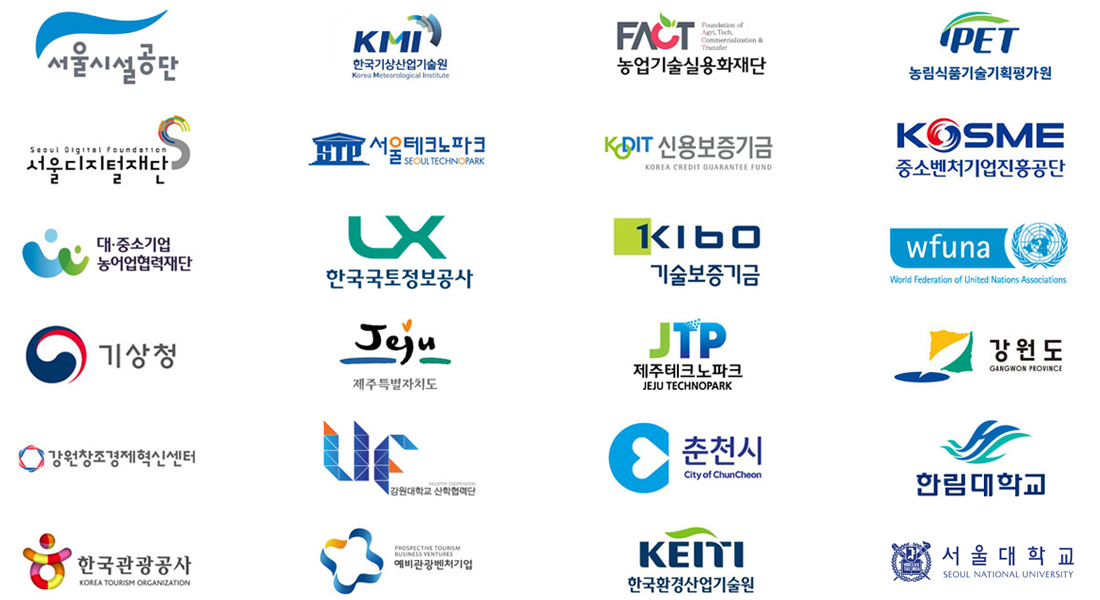 서울시설공단
KMI
한국기상산업기술원
Korea Meteorological Institute
FACT
Foundation of
Agri. Tech.
Commercialization &
Transfer
농업기술실용화재단
iPET
농림식품기술기획평가원
Seoul Digital Foundation
서울디지털재단
STP
서울테크노파크
SEOUL TECHNOPARK
KODIT 신용보증기금
KOREA CREDIT GUARANTEE FUND
KOSME
중소벤처기업진흥공단
대·중소기업
농어업협력재단
LX
한국국토정보공사
KIBO
기술보증기금
wfuna
World Federation of United Nations Associations
기상청
Jeju
제주특별자치도
JTP
제주테크노파크
JEJU TECHNOPARK
강원도
GANGWON PROVINCE
강원창조경제혁신센터
INDUSTRY COOPERATION
강원대학교 산학협력단
춘천시
City of ChunCheon
한림대학교
한국관광공사
KOREA TOURISM ORGANIZATION
PROSPECTIVE TOURISM
BUSINESS VENTURES
예비관광벤처기업
KEITI
한국환경산업기술원
서울대학교
SEOUL NATIONAL UNIVERSITY